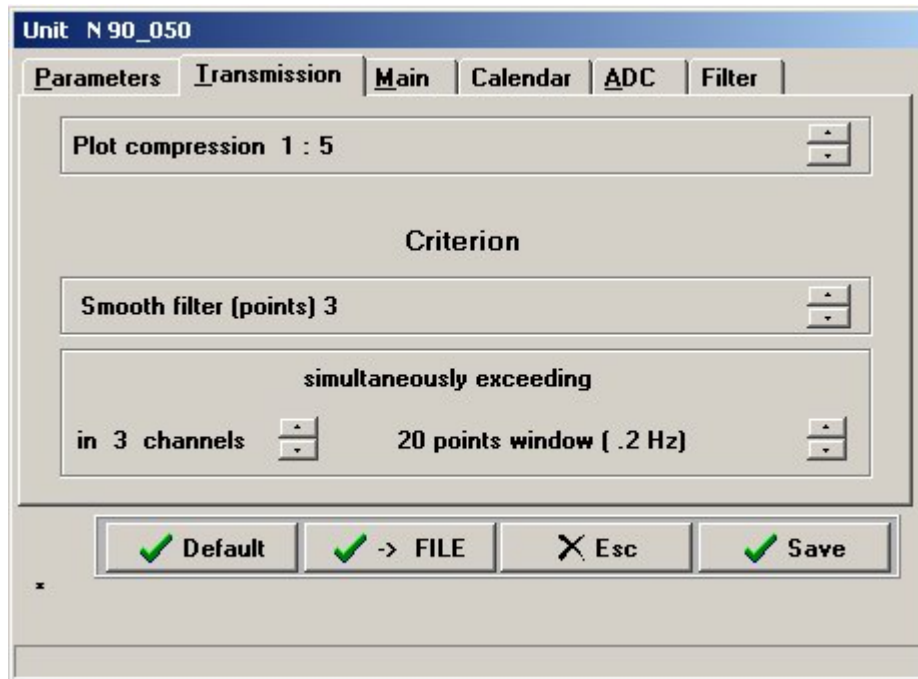 Unit N 90_050
Parameters Transmission Main Calendar ADC Filter
Plot compression 1 : 5
Criterion
Smooth filter (points) 3
simultaneously exceeding
in 3 channels 20 points window ( .2 Hz)
Default -> FILE Esc Save